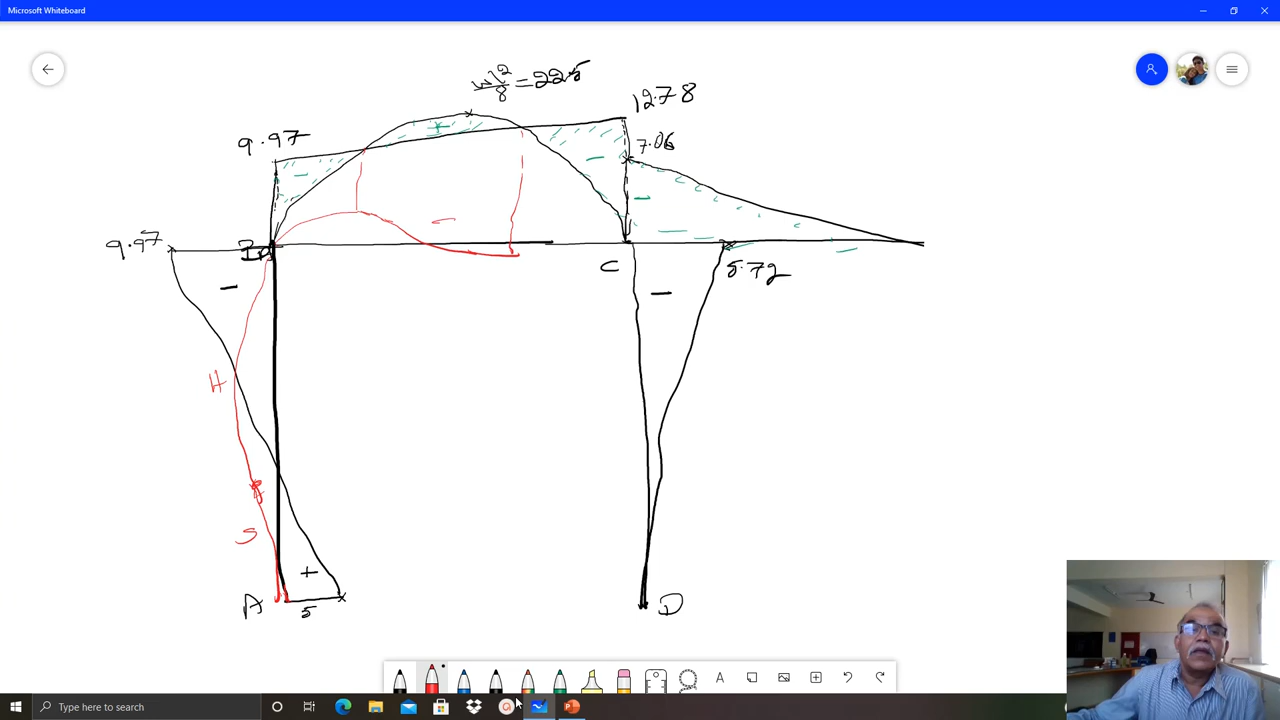 Microsoft Whiteboard
wl²/8 = 22.5
12.78
9.97
7.06
9.97
C
5.72
H
S
A
5
D
A
Type here to search